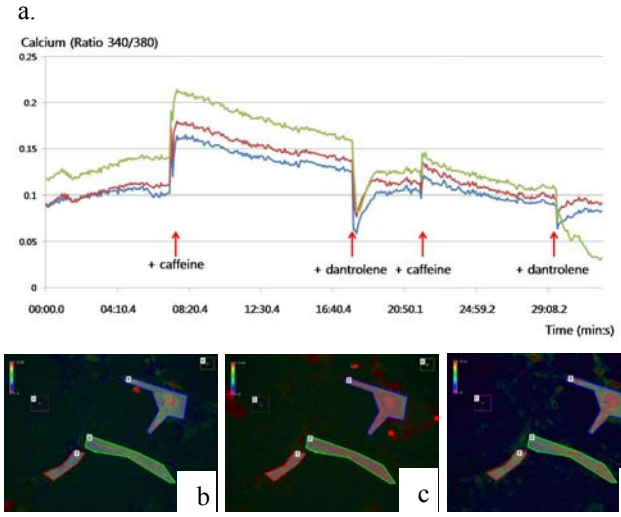 a.
Calcium (Ratio 340/380)
0.25
0.2
0.15
0.1
0.05
0
+ caffeine
+ dantrolene
+ caffeine
+ dantrolene
00:00.0 04:10.4 08:20.4 12:30.4 16:40.4 20:50.1 24:59.2 29:08.2
Time (min:s)
b
c